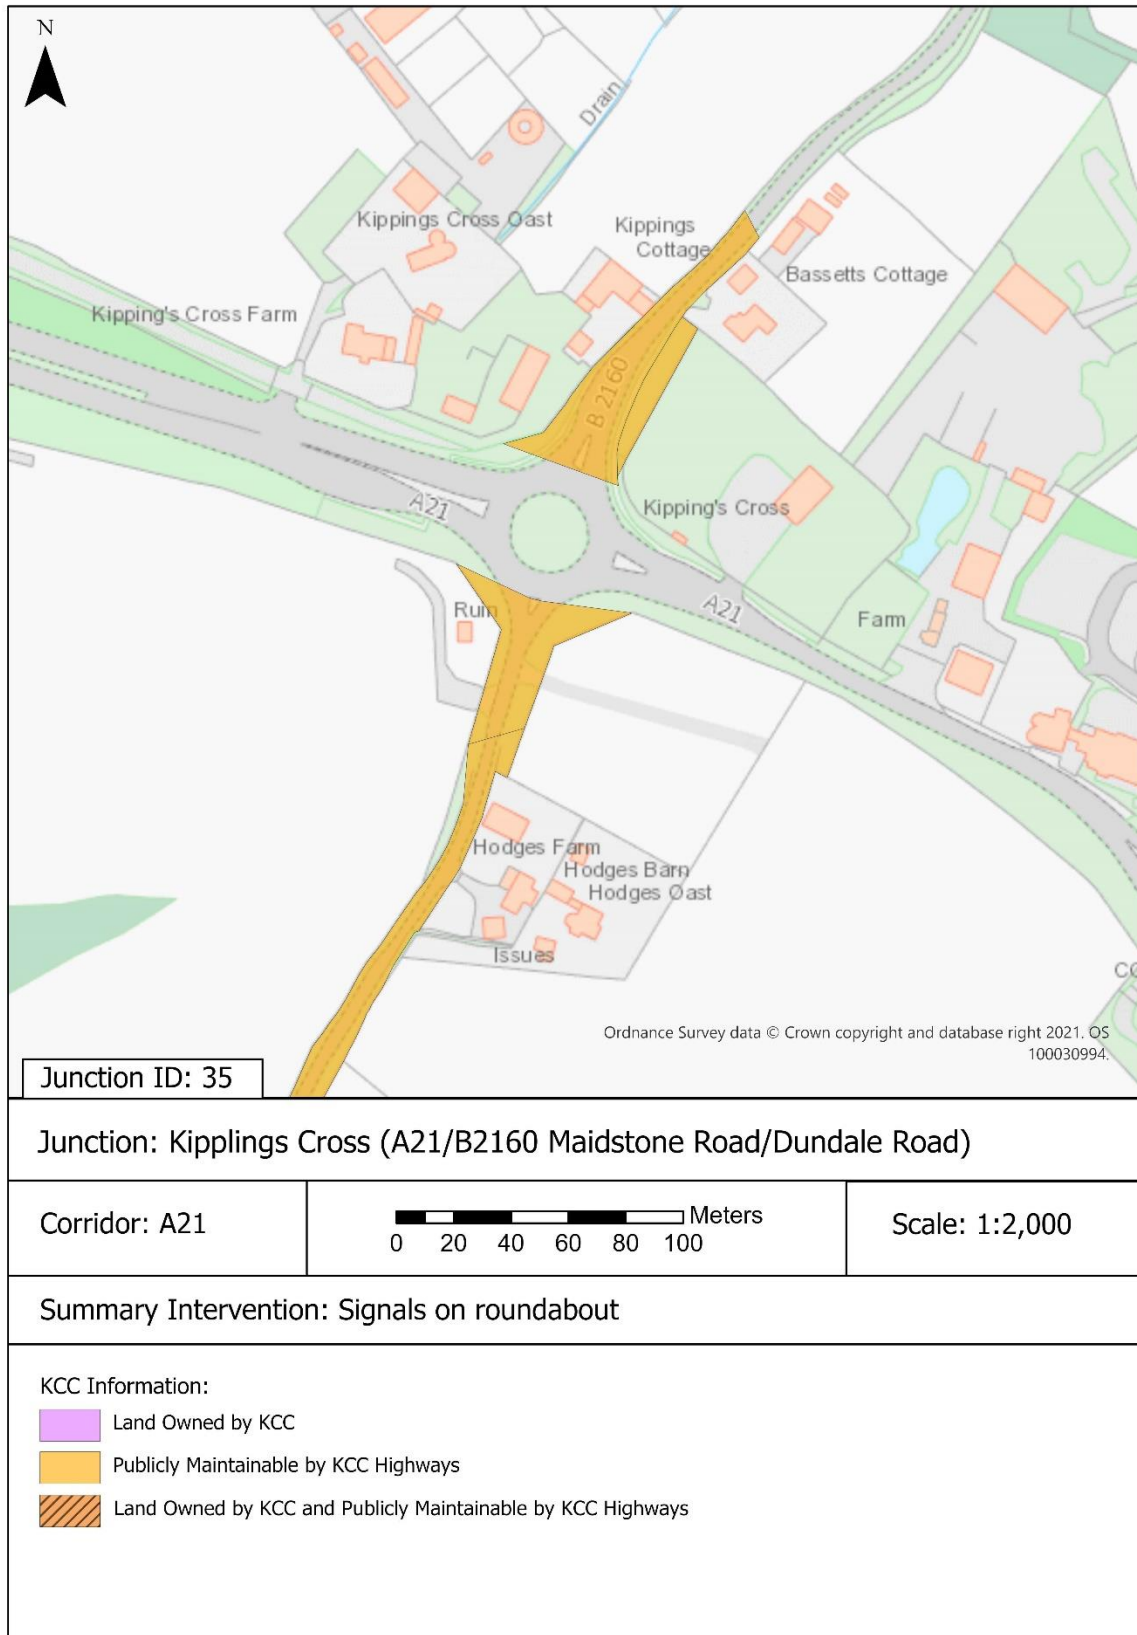 N
Drain
Kippings Cross Oast
Kippings
Cottage
Bassetts Cottage
Kipping's Cross Farm
B 2160
A21
Kipping's Cross
A21
Ruin
Farm
Hodges Farm
Hodges Barn
Hodges Oast
Issues
CO
Ordnance Survey data © Crown copyright and database right 2021. OS
100030994.
Junction ID: 35
Junction: Kipplings Cross (A21/B2160 Maidstone Road/Dundale Road)
Corridor: A21
Meters
0 20 40 60 80 100
Scale: 1:2,000
Summary Intervention: Signals on roundabout
KCC Information:
Land Owned by KCC
Publicly Maintainable by KCC Highways
Land Owned by KCC and Publicly Maintainable by KCC Highways